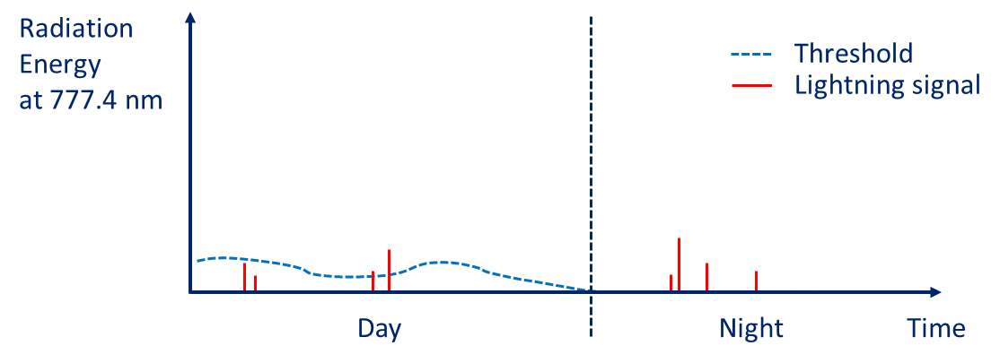 Radiation
Energy
at 777.4 nm
Threshold
Lightning signal
Day
Night
Time